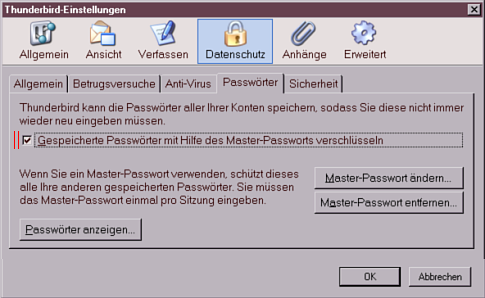 Thunderbird-Einstellungen
Allgemein Ansicht Verfassen Datenschutz Anhänge Erweitert
Allgemein Betrugsversuche Anti-Virus Passwörter Sicherheit
Thunderbird kann die Passwörter aller Ihrer Konten speichern, sodass Sie diese nicht immer
wieder neu eingeben müssen.
Gespeicherte Passwörter mit Hilfe des Master-Passworts verschlüsseln
Wenn Sie ein Master-Passwort verwenden, schützt dieses
alle Ihre anderen gespeicherten Passwörter. Sie müssen
das Master-Passwort einmal pro Sitzung eingeben.
Master-Passwort ändern...
Master-Passwort entfernen...
Passwörter anzeigen...
OK Abbrechen